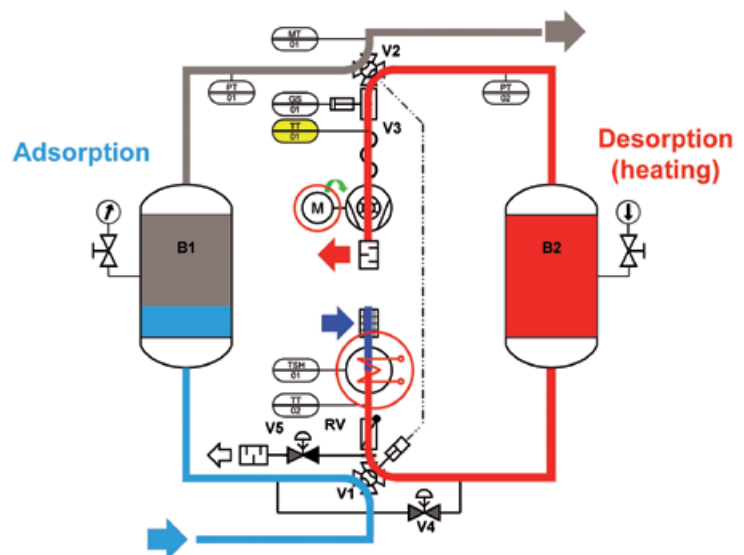 MT
01
V2
PT
01
PT
02
GS
01
V3
TT
01
Adsorption
Desorption
(heating)
M
B1
B2
TSH
01
TT
02
RV
V5
V1
V4